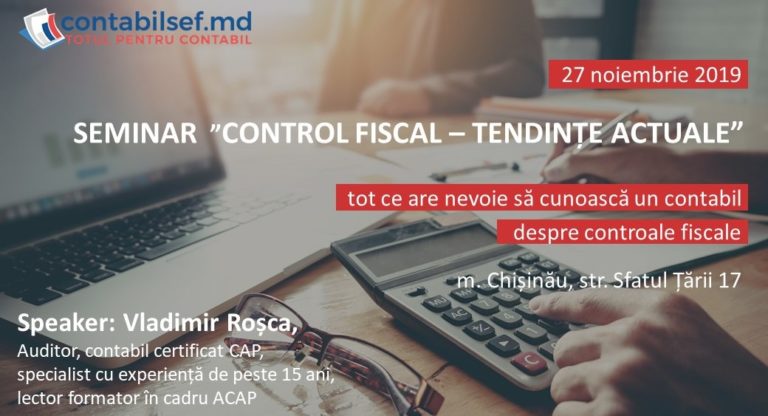 contabilsef.md
TOTUL PENTRU CONTABIL
27 noiembrie 2019
SEMINAR ”CONTROL FISCAL – TENDINȚE ACTUALE”
tot ce are nevoie să cunoască un contabil
despre controale fiscale
m. Chișinău, str. Sfatul Țării 17
Speaker: Vladimir Roșca,
Auditor, contabil certificat CAP,
specialist cu experiență de peste 15 ani,
lector formator în cadru ACAP